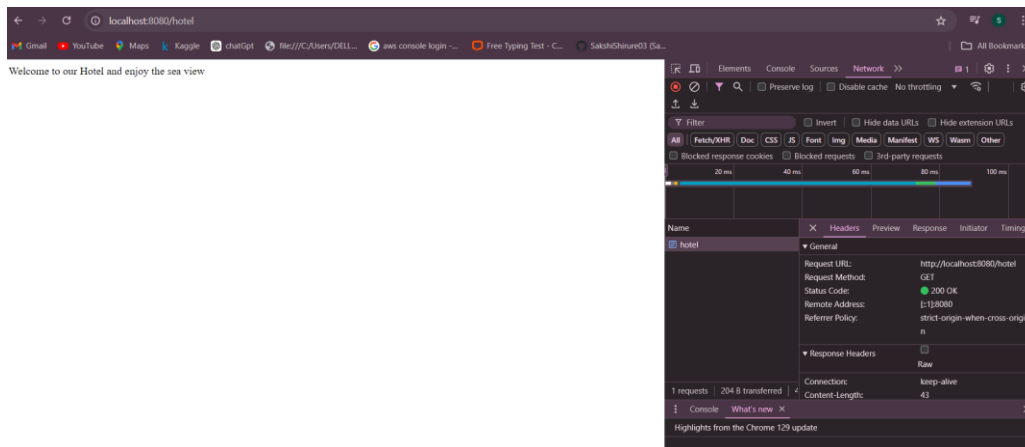 localhost:8080/hotel
S
Gmail YouTube Maps Kaggle chatGpt file:///C:/Users/DELL... aws console login -... Free Typing Test - C... SakshiShirure03 (Sa... All Bookmark
Welcome to our Hotel and enjoy the sea view
Elements Console Sources Network 1
Preserve log Disable cache No throttling
Filter Invert Hide data URLs Hide extension URLs
All Fetch/XHR Doc CSS JS Font Img Media Manifest WS Wasm Other
Blocked response cookies Blocked requests 3rd-party requests
20 ms 40 ms 60 ms 80 ms 100 ms
Name Headers Preview Response Initiator Timing
hotel General
Request URL: http://localhost:8080/hotel
Request Method: GET
Status Code: 200 OK
Remote Address: [::1]:8080
Referrer Policy: strict-origin-when-cross-origi
n
Response Headers
Raw
Connection: keep-alive
1 requests 204 B transferred 4 Content-Length: 43
Console What's new
Highlights from the Chrome 129 update